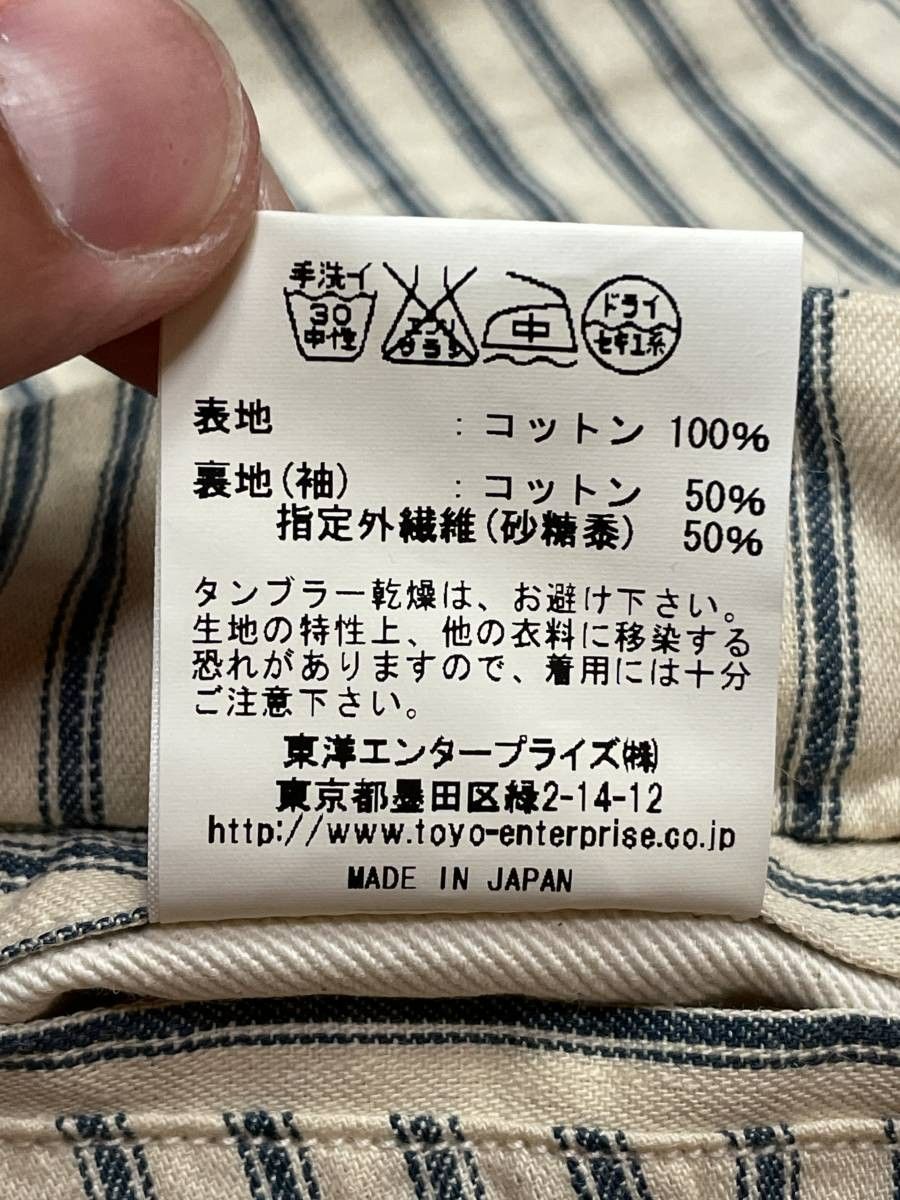 手洗イ
30
中性
エンソ
サラシ
中
ドライ
セキユ系
表地 : コットン 100%
裏地(袖) : コットン 50%
指定外繊維(砂糖黍) 50%
タンブラー乾燥は、お避け下さい。
生地の特性上、他の衣料に移染する
恐れがありますので、着用には十分
ご注意下さい。
東洋エンタープライズ㈱
東京都墨田区緑2-14-12
http://www.toyo-enterprise.co.jp
MADE IN JAPAN